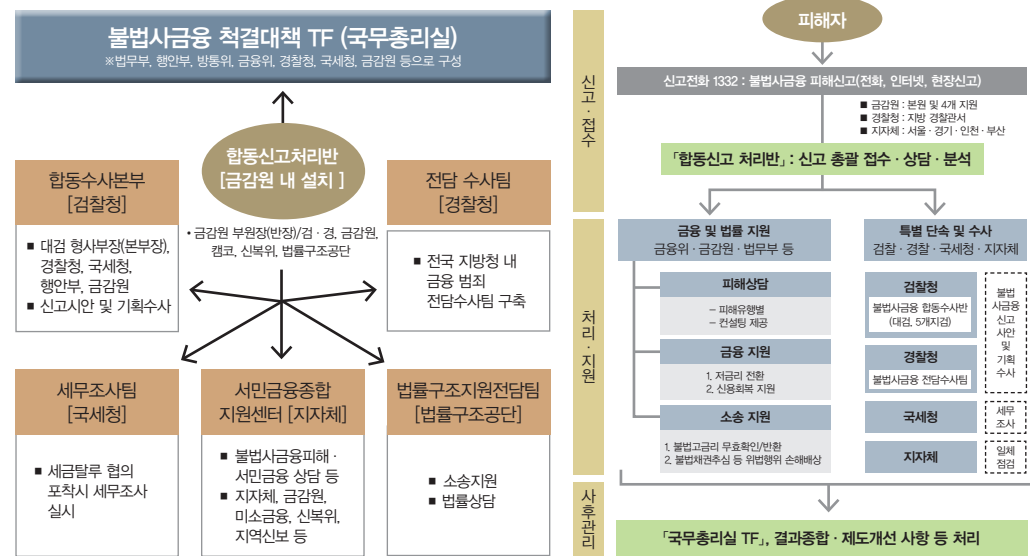 불법사금융 척결대책 TF (국무총리실)
※법무부, 행안부, 방통위, 금융위, 경찰청, 국세청, 금감원 등으로 구성
합동신고처리반
[금감원 내 설치 ]
• 금감원 부원장(반장)/검 · 경, 금감원,
캠코, 신복위, 법률구조공단
합동수사본부
[검찰청]
■ 대검 형사부장(본부장),
경찰청, 국세청,
행안부, 금감원
■ 신고시안 및 기획수사
전담 수사팀
[경찰청]
■ 전국 지방청 내
금융 범죄
전담수사팀 구축
세무조사팀
[국세청]
■ 세금탈루 협의
포착시 세무조사
실시
서민금융종합
지원센터 [지자체]
■ 불법사금융피해 ·
서민금융 상담 등
■ 지자체, 금감원,
미소금융, 신복위,
지역신보 등
법률구조지원전담팀
[법률구조공단]
■ 소송지원
■ 법률상담
신고 · 접수
피해자
신고전화 1332 : 불법사금융 피해신고(전화, 인터넷, 현장신고)
■ 금감원 : 본원 및 4개 지원
■ 경찰청 : 지방 경찰관서
■ 지자체 : 서울 · 경기 · 인천 · 부산
「합동신고 처리반」 : 신고 총괄 접수 · 상담 · 분석
처리 · 지원
금융 및 법률 지원
금융위 · 금감원 · 법무부 등
피해상담
– 피해유행별
– 컨설팅 제공
금융 지원
1. 저금리 전환
2. 신용회복 지원
소송 지원
1. 불법고금리 무효확인/반환
2. 불법채권추심 등 위법행위 손해배상
특별 단속 및 수사
검찰 · 경찰 · 국세청 · 지자체
검찰청
불법사금융 합동수사반
(대검, 5개지검)
경찰청
불법사금융 전담수사팀
불법
사금융
신고
사안
및
기획
수사
국세청
세무
조사
지자체
일체
점검
사후관리
「국무총리실 TF」, 결과종합 · 제도개선 사항 등 처리